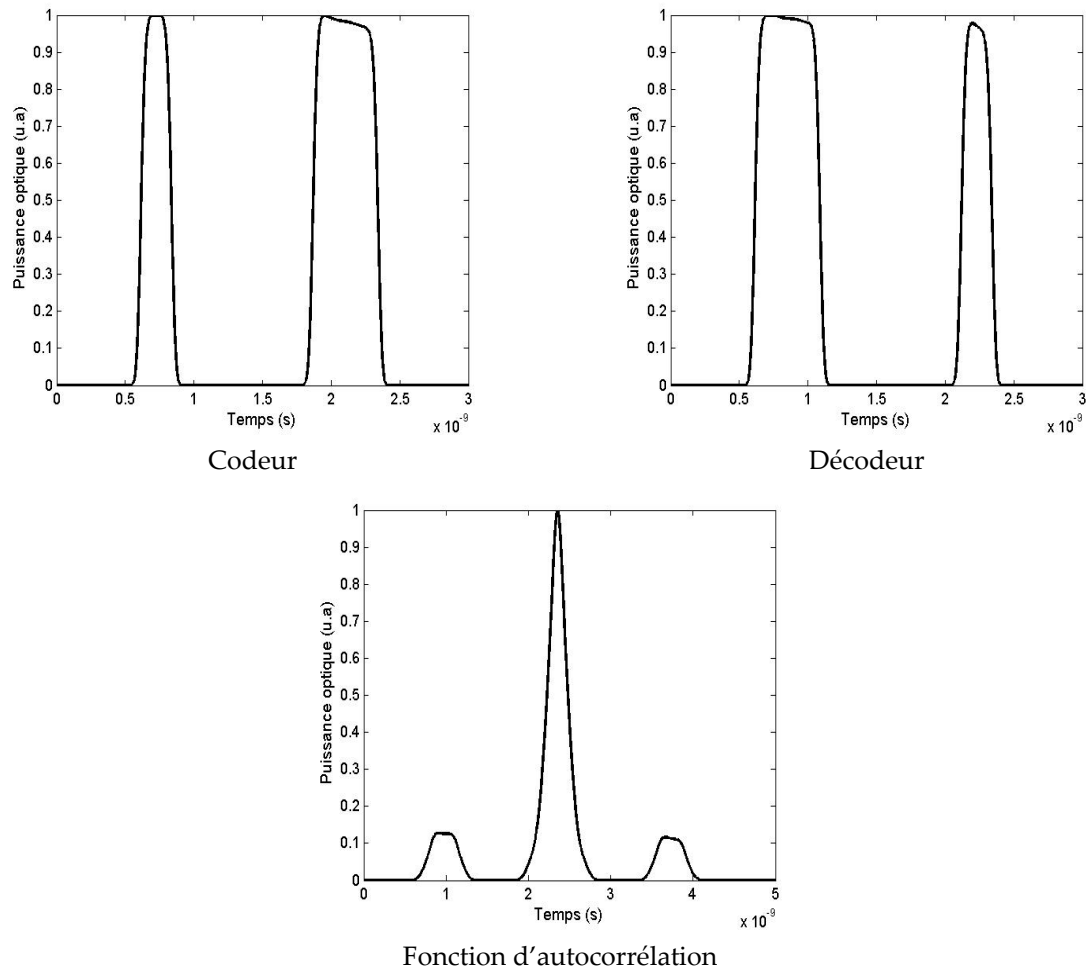 Puissance optique (u.a)
1
0.9
0.8
0.7
0.6
0.5
0.4
0.3
0.2
0.1
0
0 0.5 1 1.5 2 2.5 3
Temps (s)
x 10-9
Codeur
Puissance optique (u.a)
1
0.9
0.8
0.7
0.6
0.5
0.4
0.3
0.2
0.1
0
0 0.5 1 1.5 2 2.5 3
Temps (s)
x 10-9
Décodeur
Puissance optique (u.a)
1
0.9
0.8
0.7
0.6
0.5
0.4
0.3
0.2
0.1
0
0 1 2 3 4 5
Temps (s)
x 10-9
Fonction d'autocorrélation